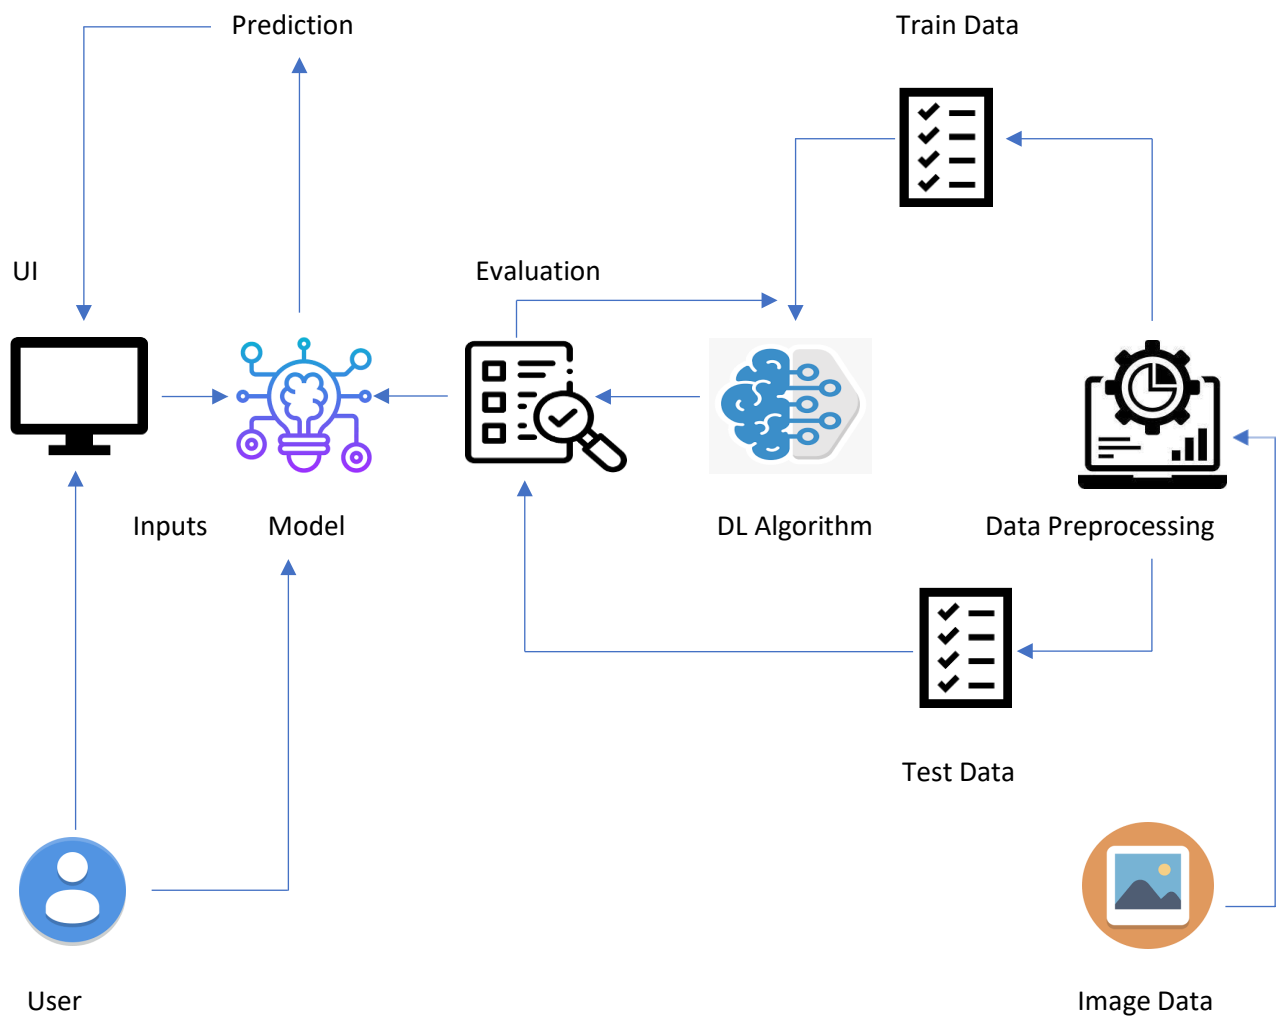 Prediction
Train Data
UI
Evaluation
Inputs
Model
DL Algorithm
Data Preprocessing
Test Data
User
Image Data